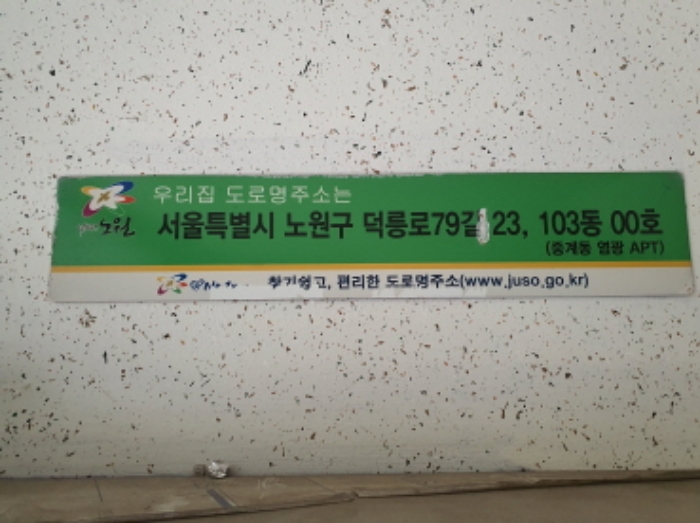 우리집 도로명주소는
노원 서울특별시 노원구 덕릉로79길 23, 103동 00호
(중계동 염광 APT)
찾기쉽고, 편리한 도로명주소(www.juso.go.kr)